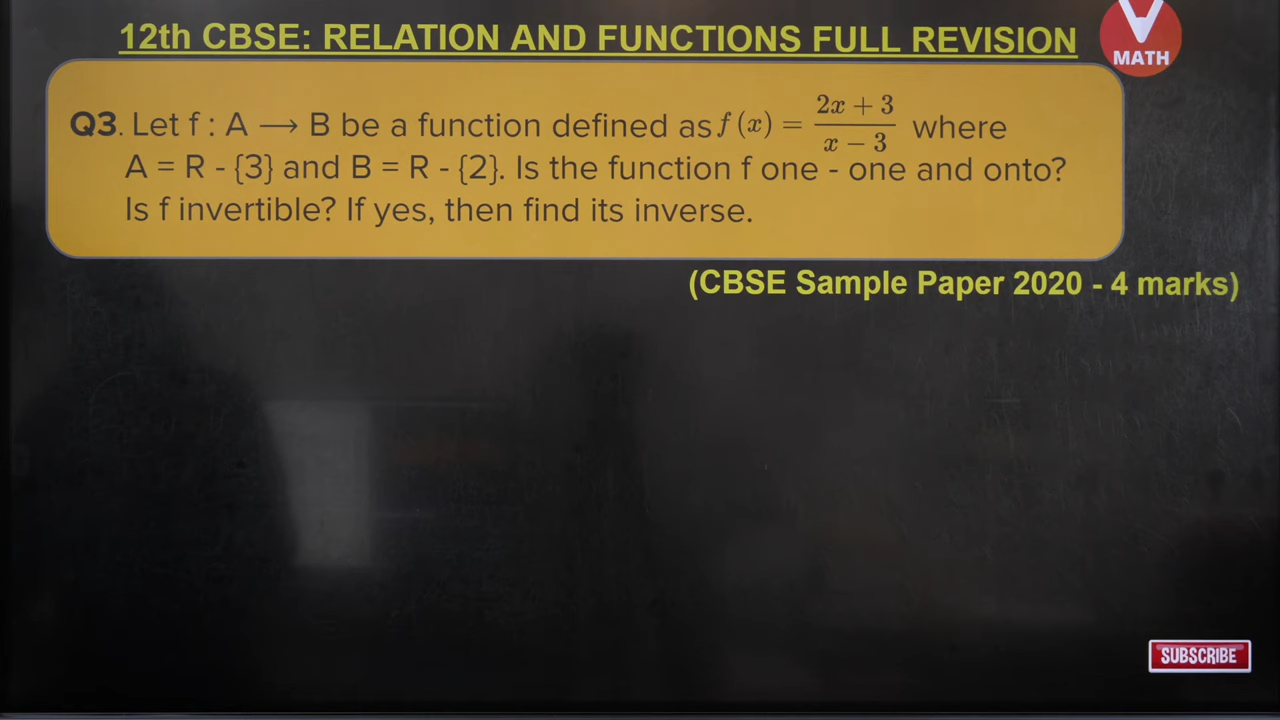 12th CBSE: RELATION AND FUNCTIONS FULL REVISION
V
MATH
Q3. Let f : A ⟶ B be a function defined as f (x) = \frac{2x + 3}{x - 3} where
A = R - {3} and B = R - {2}. Is the function f one - one and onto?
Is f invertible? If yes, then find its inverse.
(CBSE Sample Paper 2020 - 4 marks)
SUBSCRIBE